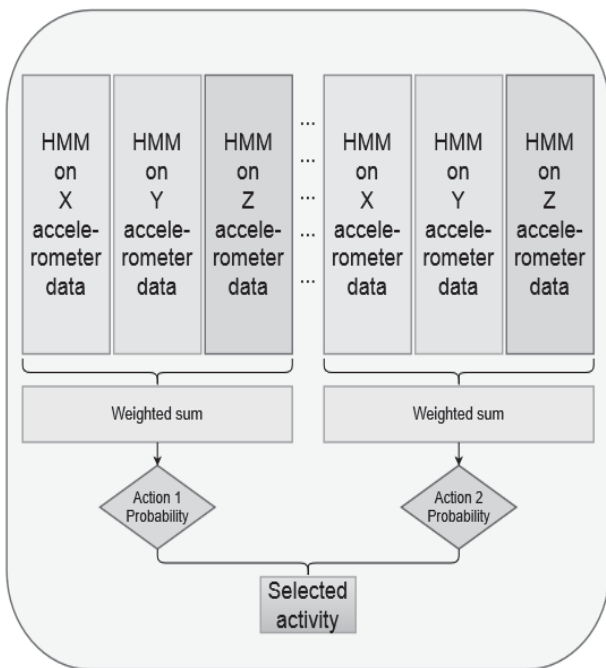 HMM
on
X
accele-
rometer
data
HMM
on
Y
accele-
rometer
data
HMM
on
Z
accele-
rometer
data
...
...
...
...
...
HMM
on
X
accele-
rometer
data
HMM
on
Y
accele-
rometer
data
HMM
on
Z
accele-
rometer
data
Weighted sum
Weighted sum
Action 1
Probability
Action 2
Probability
Selected
activity